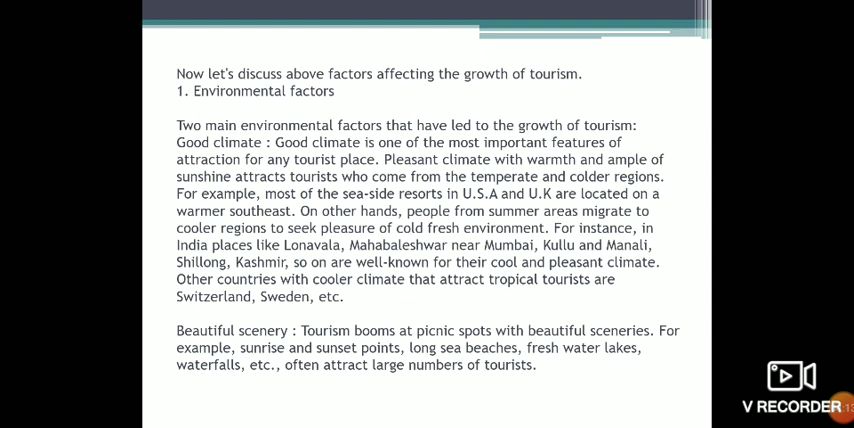 Now let's discuss above factors affecting the growth of tourism.
1. Environmental factors
Two main environmental factors that have led to the growth of tourism:
Good climate : Good climate is one of the most important features of
attraction for any tourist place. Pleasant climate with warmth and ample of
sunshine attracts tourists who come from the temperate and colder regions.
For example, most of the sea-side resorts in U.S.A and U.K are located on a
warmer southeast. On other hands, people from summer areas migrate to
cooler regions to seek pleasure of cold fresh environment. For instance, in
India places like Lonavala, Mahabaleshwar near Mumbai, Kullu and Manali,
Shillong, Kashmir, so on are well-known for their cool and pleasant climate.
Other countries with cooler climate that attract tropical tourists are
Switzerland, Sweden, etc.
Beautiful scenery : Tourism booms at picnic spots with beautiful sceneries. For
example, sunrise and sunset points, long sea beaches, fresh water lakes,
waterfalls, etc., often attract large numbers of tourists.
V RECORDER